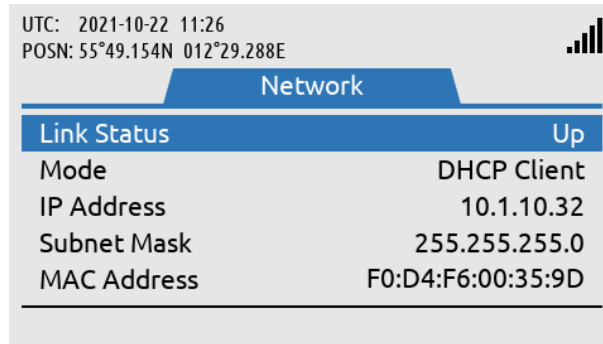 UTC: 2021-10-22 11:26
POSN: 55°49.154N 012°29.288E
Network
Link Status Up
Mode DHCP Client
IP Address 10.1.10.32
Subnet Mask 255.255.255.0
MAC Address F0:D4:F6:00:35:9D